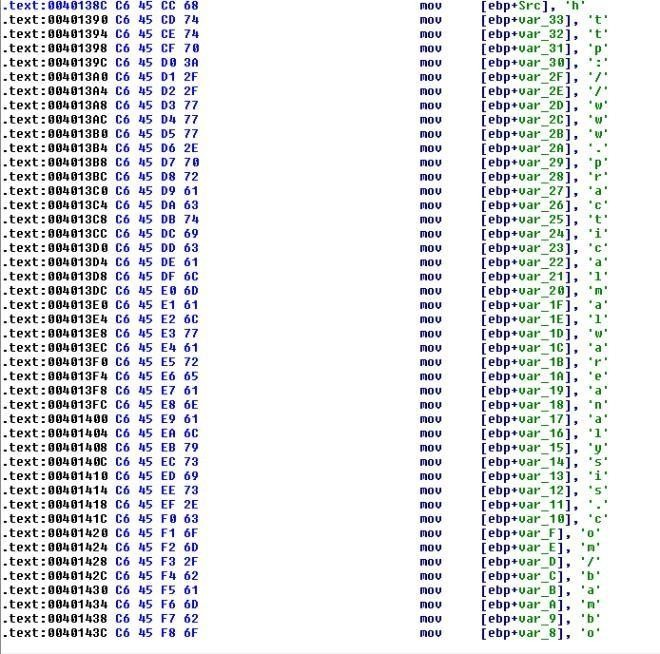 .text:0040138C C6 45 CC 68 mov [ebp+Src], 'h'
.text:00401390 C6 45 CD 74 mov [ebp+var_33], 't'
.text:00401394 C6 45 CE 74 mov [ebp+var_32], 't'
.text:00401398 C6 45 CF 70 mov [ebp+var_31], 'p'
.text:0040139C C6 45 D0 3A mov [ebp+var_30], ':'
.text:004013A0 C6 45 D1 2F mov [ebp+var_2F], '/'
.text:004013A4 C6 45 D2 2F mov [ebp+var_2E], '/'
.text:004013A8 C6 45 D3 77 mov [ebp+var_2D], 'w'
.text:004013AC C6 45 D4 77 mov [ebp+var_2C], 'w'
.text:004013B0 C6 45 D5 77 mov [ebp+var_2B], 'w'
.text:004013B4 C6 45 D6 2E mov [ebp+var_2A], '.'
.text:004013B8 C6 45 D7 70 mov [ebp+var_29], 'p'
.text:004013BC C6 45 D8 72 mov [ebp+var_28], 'r'
.text:004013C0 C6 45 D9 61 mov [ebp+var_27], 'a'
.text:004013C4 C6 45 DA 63 mov [ebp+var_26], 'c'
.text:004013C8 C6 45 DB 74 mov [ebp+var_25], 't'
.text:004013CC C6 45 DC 69 mov [ebp+var_24], 'i'
.text:004013D0 C6 45 DD 63 mov [ebp+var_23], 'c'
.text:004013D4 C6 45 DE 61 mov [ebp+var_22], 'a'
.text:004013D8 C6 45 DF 6C mov [ebp+var_21], 'l'
.text:004013DC C6 45 E0 6D mov [ebp+var_20], 'm'
.text:004013E0 C6 45 E1 61 mov [ebp+var_1F], 'a'
.text:004013E4 C6 45 E2 6C mov [ebp+var_1E], 'l'
.text:004013E8 C6 45 E3 77 mov [ebp+var_1D], 'w'
.text:004013EC C6 45 E4 61 mov [ebp+var_1C], 'a'
.text:004013F0 C6 45 E5 72 mov [ebp+var_1B], 'r'
.text:004013F4 C6 45 E6 65 mov [ebp+var_1A], 'e'
.text:004013F8 C6 45 E7 61 mov [ebp+var_19], 'a'
.text:004013FC C6 45 E8 6E mov [ebp+var_18], 'n'
.text:00401400 C6 45 E9 61 mov [ebp+var_17], 'a'
.text:00401404 C6 45 EA 6C mov [ebp+var_16], 'l'
.text:00401408 C6 45 EB 79 mov [ebp+var_15], 'y'
.text:0040140C C6 45 EC 73 mov [ebp+var_14], 's'
.text:00401410 C6 45 ED 69 mov [ebp+var_13], 'i'
.text:00401414 C6 45 EE 73 mov [ebp+var_12], 's'
.text:00401418 C6 45 EF 2E mov [ebp+var_11], '.'
.text:0040141C C6 45 F0 63 mov [ebp+var_10], 'c'
.text:00401420 C6 45 F1 6F mov [ebp+var_F], 'o'
.text:00401424 C6 45 F2 6D mov [ebp+var_E], 'm'
.text:00401428 C6 45 F3 2F mov [ebp+var_D], '/'
.text:0040142C C6 45 F4 62 mov [ebp+var_C], 'b'
.text:00401430 C6 45 F5 61 mov [ebp+var_B], 'a'
.text:00401434 C6 45 F6 6D mov [ebp+var_A], 'm'
.text:00401438 C6 45 F7 62 mov [ebp+var_9], 'b'
.text:0040143C C6 45 F8 6F mov [ebp+var_8], 'o'